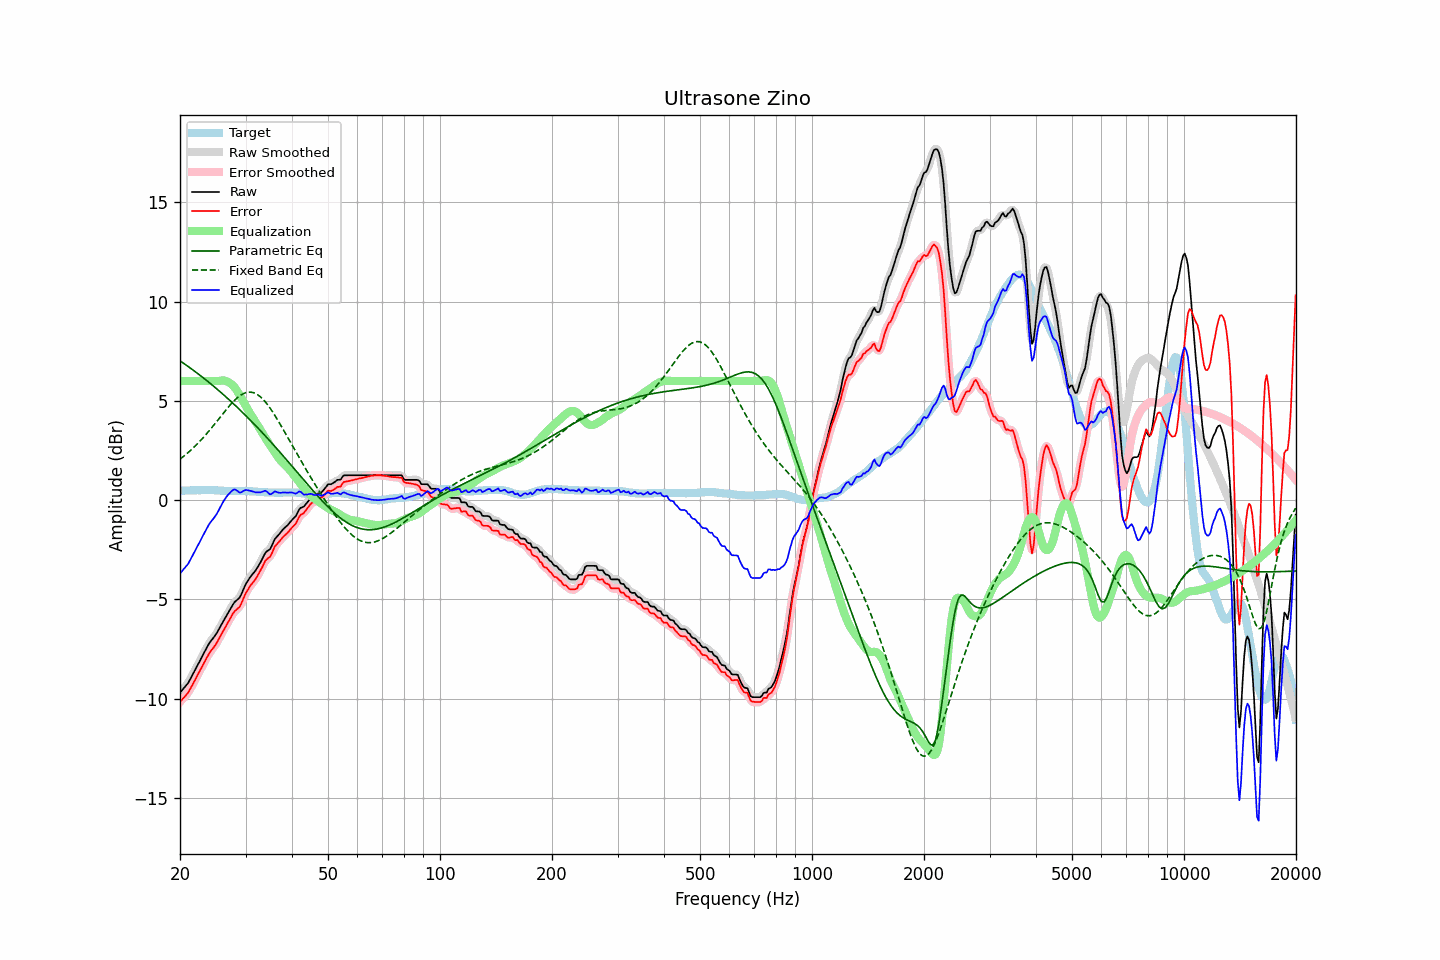 Ultrasone Zino
Target
Raw Smoothed
Error Smoothed
Raw
Error
Equalization
Parametric Eq
Fixed Band Eq
Equalized
Amplitude (dBr)
15
10
5
0
−5
−10
−15
20
50
100
200
500
1000
2000
5000
10000
20000
Frequency (Hz)